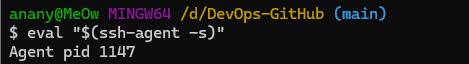 anany@MeOw MINGW64 /d/DevOps-GitHub (main)
$ eval "$(ssh-agent -s)"
Agent pid 1147